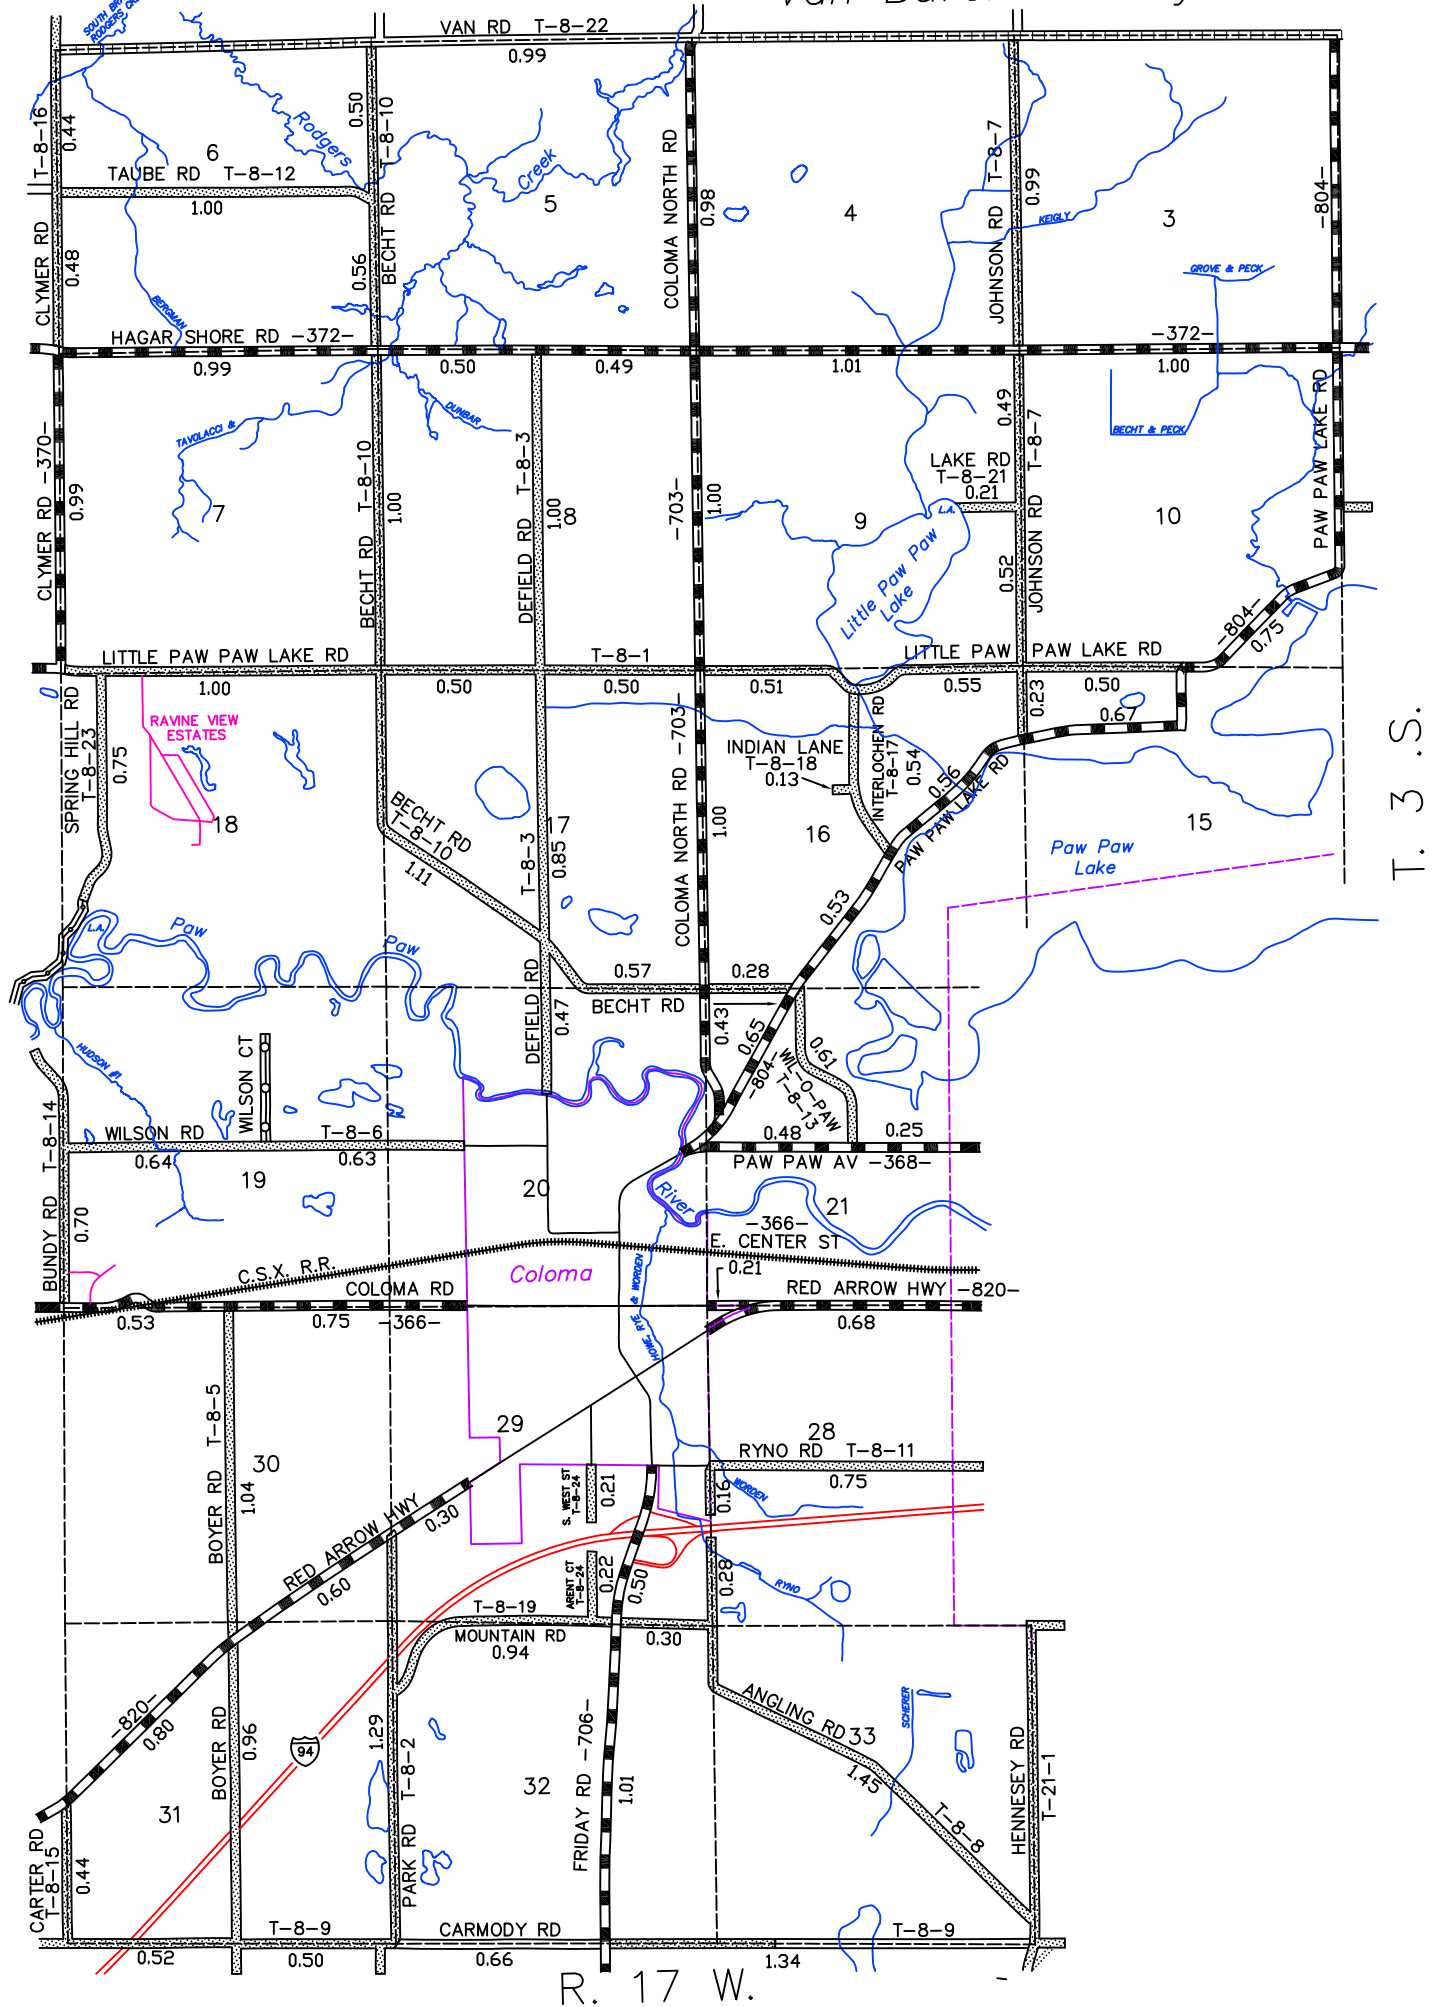 VAN RD T-8-22
0.99
T-8-16
0.44
0.50
T-8-10
Rodgers
Creek
6
TAUBE RD T-8-12
1.00
5
4
3
COLOMA NORTH RD
0.98
T-8-7
0.99
JOHNSON RD
KEIGLY
-804-
CLYMER RD
0.48
0.56
BECHT RD
BERGMAN
GROVE & PECK
HAGAR SHORE RD -372-
-372-
0.99
0.50
0.49
1.01
1.00
TAVOLACCI &
DUNBAR
BECHT & PECK
CLYMER RD -370-
0.99
7
BECHT RD T-8-10
1.00
DEFIELD RD T-8-3
1.00
8
-703-
1.00
9
LAKE RD
T-8-21
0.21
L.A.
0.49
T-8-7
JOHNSON RD
0.52
10
PAW PAW LAKE RD
Little Paw Paw
Lake
-804-
0.75
LITTLE PAW PAW LAKE RD
T-8-1
LITTLE PAW PAW LAKE RD
1.00
0.50
0.50
0.51
0.55
0.50
0.23
0.67
SPRING HILL RD
T-8-23
0.75
RAVINE VIEW
ESTATES
18
BECHT RD
T-8-10
1.11
17
T-8-3
0.85
COLOMA NORTH RD -703-
1.00
INDIAN LANE
T-8-18
0.13
INTERLOCHEN RD
T-8-17
0.54
0.56
PAW PAW LAKE RD
16
15
Paw Paw
Lake
0.53
T. 3 .S.
L.A.
Paw
Paw
DEFIELD RD
0.47
0.57
0.28
BECHT RD
0.43
0.65
-804-
0.61
WIL-O-PAW
T-8-13
HUDSON #1
WILSON CT
BUNDY RD T-8-14
WILSON RD
T-8-6
0.64
0.63
0.48
0.25
PAW PAW AV -368-
19
20
21
River
0.70
C.S.X. R.R.
-366-
E. CENTER ST
0.21
Coloma
COLOMA RD
RED ARROW HWY -820-
0.53
0.75 -366-
0.68
HOWE, RYE & WORDEN
BOYER RD T-8-5
1.04
30
29
28
RYNO RD T-8-11
0.75
RED ARROW HWY
0.30
0.60
S. WEST ST
T-8-24
0.21
0.16
WORDEN
ARENT CT
T-8-24
0.22
0.50
0.28
RYNO
T-8-19
MOUNTAIN RD
0.94
0.30
-820-
0.80
BOYER RD
0.96
94
1.29
T-8-2
PARK RD
FRIDAY RD -706-
1.01
ANGLING RD
33
1.45
T-8-8
SCHERER
HENNESEY RD
T-21-1
31
32
CARTER RD
T-8-15
0.44
T-8-9
CARMODY RD
T-8-9
0.52
0.50
0.66
1.34
R. 17 W.